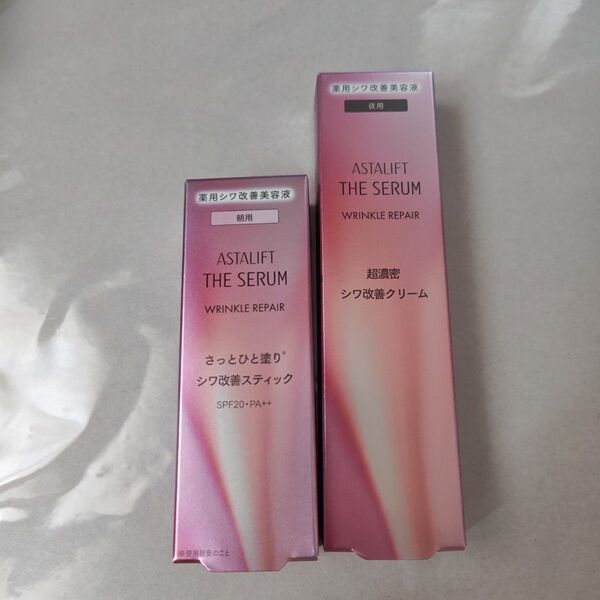 薬用シワ改善美容液
朝用
ASTALIFT
THE SERUM
WRINKLE REPAIR
さっとひと塗り※
シワ改善スティック
SPF20・PA++
※使用目安のこと
薬用シワ改善美容液
夜用
ASTALIFT
THE SERUM
WRINKLE REPAIR
超濃密
シワ改善クリーム